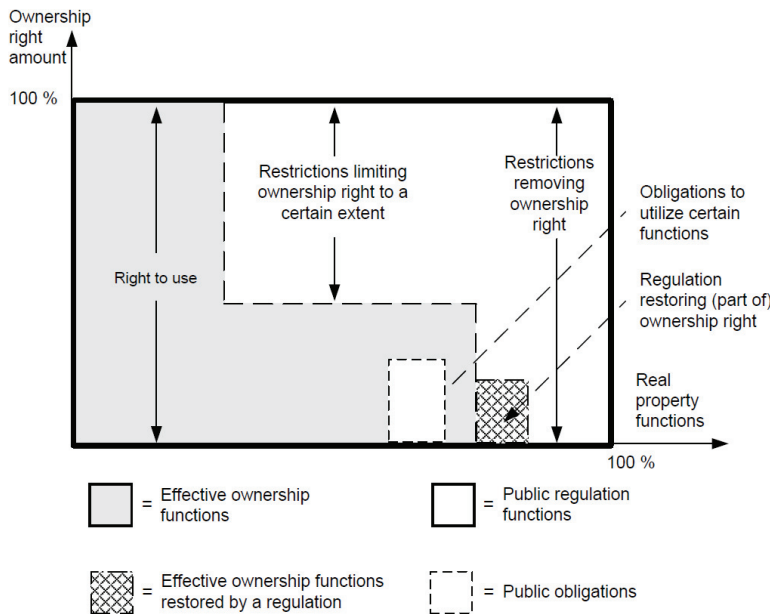 Ownership
right
amount
100 %
Restrictions limiting
ownership right to a
certain extent
Restrictions
removing
ownership
right
Obligations to
utilize certain
functions
Right to use
Regulation
restoring (part of)
ownership right
Real
property
functions
100 %
= Effective ownership
functions
= Public regulation
functions
= Effective ownership functions
restored by a regulation
= Public obligations